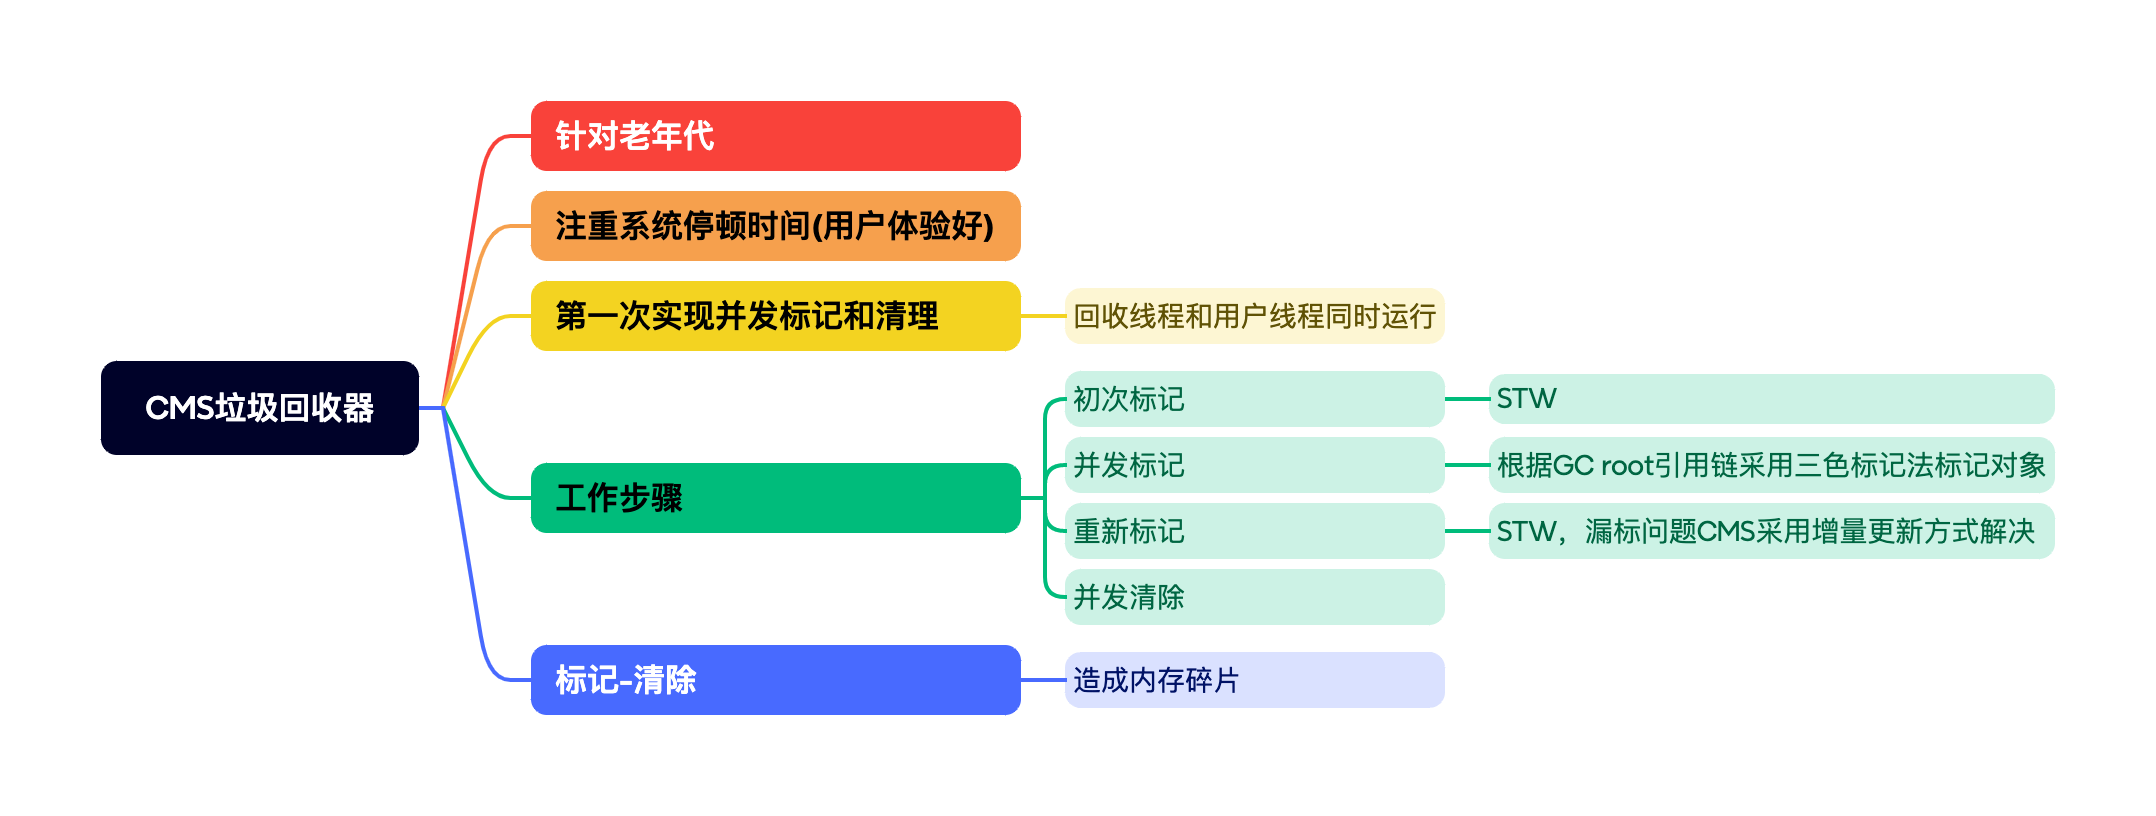 CMS垃圾回收器
针对老年代
注重系统停顿时间(用户体验好)
第一次实现并发标记和清理
回收线程和用户线程同时运行
工作步骤
初次标记
STW
并发标记
根据GC root引用链采用三色标记法标记对象
重新标记
STW，漏标问题CMS采用增量更新方式解决
并发清除
标记-清除
造成内存碎片